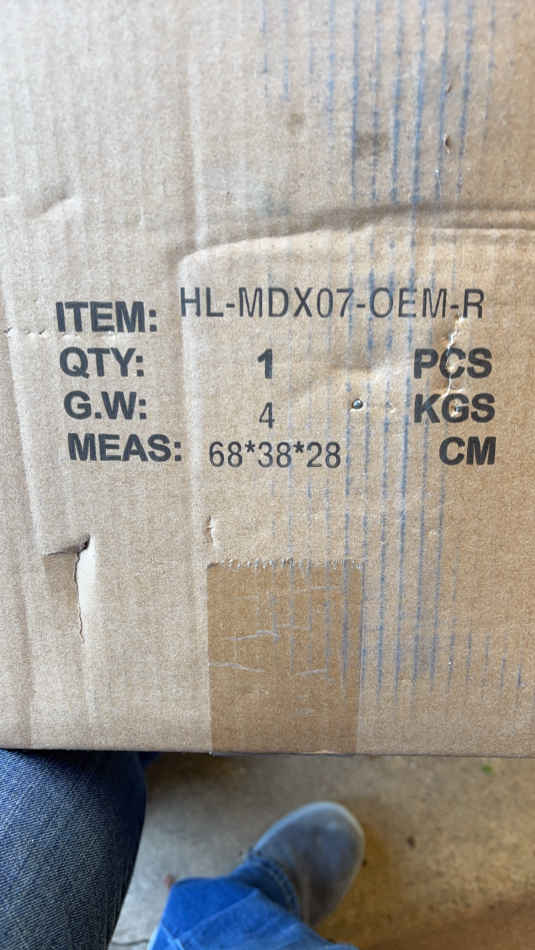 ITEM: HL-MDX07-OEM-R
QTY: 1 PCS
G.W: 4 KGS
MEAS: 68*38*28 CM